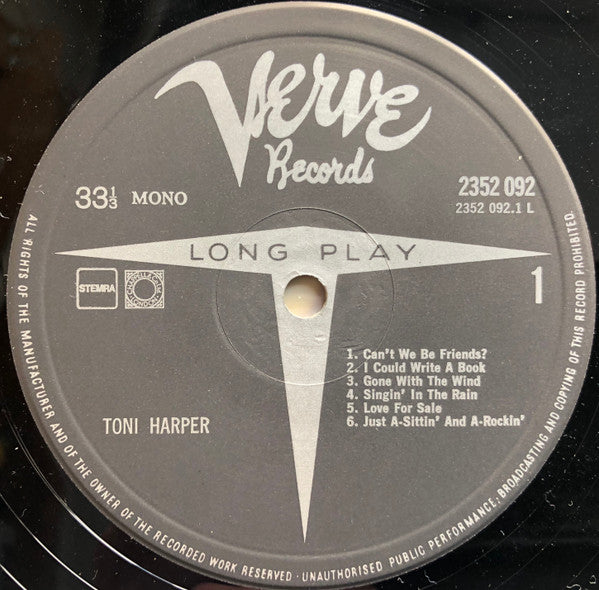 Verve
Records
33⅓ MONO
2352 092
2352 092.1 L
LONG PLAY
STEMRA
1
1. Can't We Be Friends?
2. I Could Write A Book
3. Gone With The Wind
4. Singin' In The Rain
5. Love For Sale
6. Just A-Sittin' And A-Rockin'
TONI HARPER
ALL RIGHTS OF THE MANUFACTURER AND OF THE OWNER OF THE RECORDED WORK RESERVED · UNAUTHORISED PUBLIC PERFORMANCE; BROADCASTING AND COPYING OF THIS RECORD PROHIBITED.